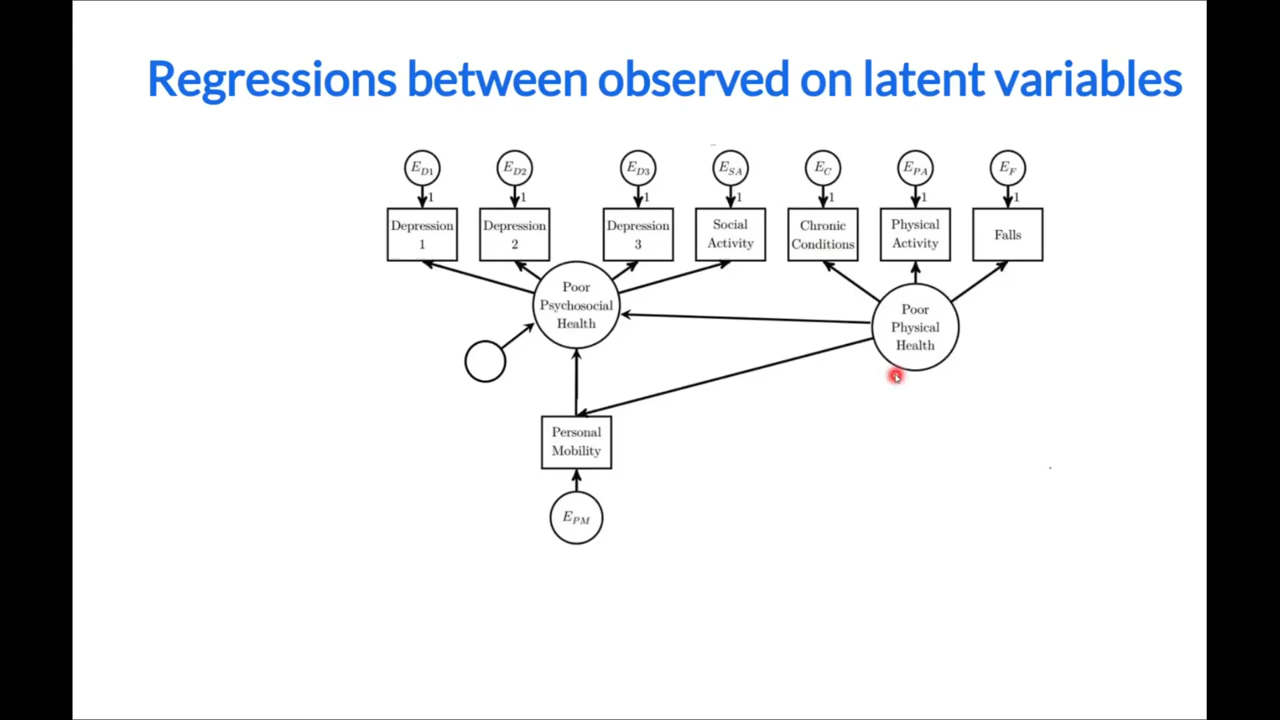 Regressions between observed on latent variables
E_D1 E_D2 E_D3 E_SA E_C E_PA E_F
1 1 1 1 1 1 1
Depression
1
Depression
2
Depression
3
Social
Activity
Chronic
Conditions
Physical
Activity
Falls
Poor
Psychosocial
Health
Poor
Physical
Health
Personal
Mobility
E_PM